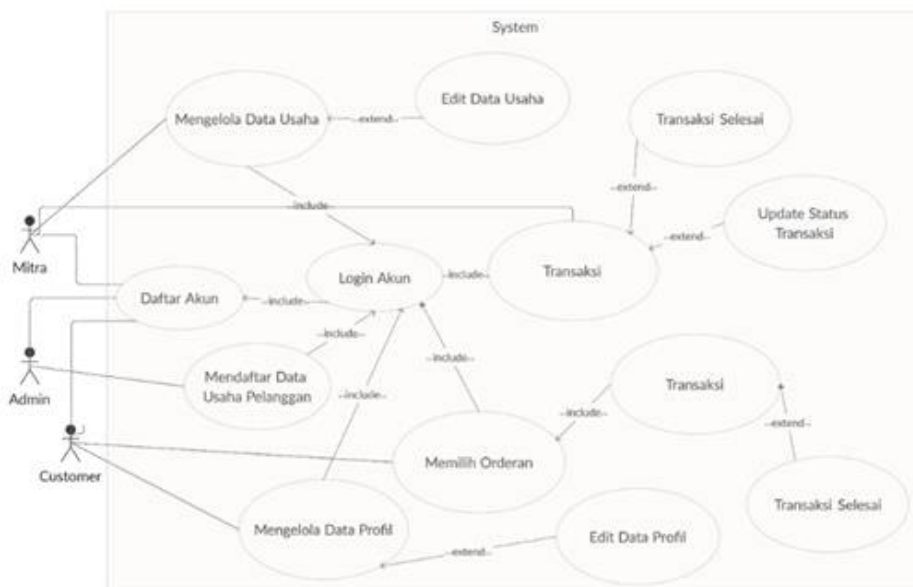 System
Edit Data Usaha
Mengelola Data Usaha
--extend--
Transaksi Selesai
--extend--
--include--
Update Status
Transaksi
--extend--
Mitra
Login Akun
--include--
Transaksi
Daftar Akun
--include--
--include--
Mendaftar Data
Usaha Pelanggan
--include--
Admin
--include--
Transaksi
--include--
--extend--
Customer
Memilih Orderan
Transaksi Selesai
Mengelola Data Profil
Edit Data Profil
--extend--